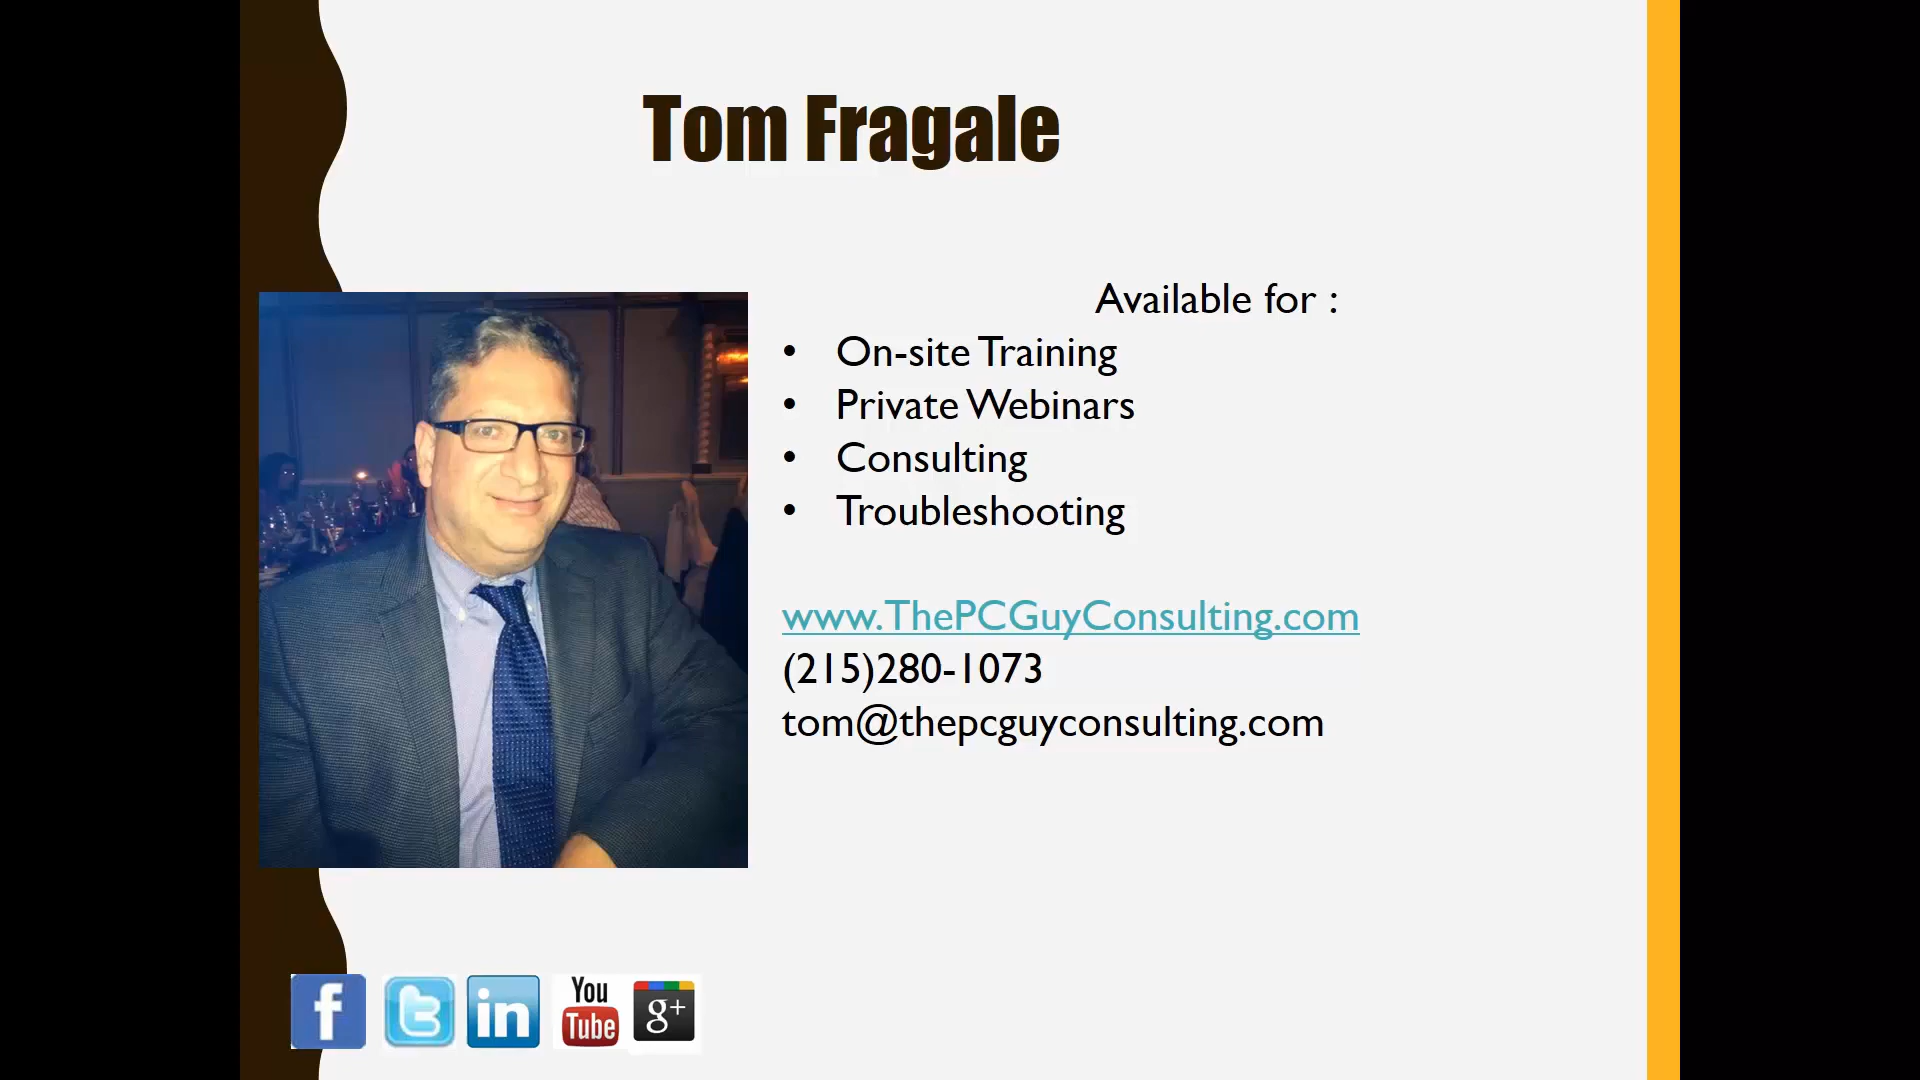 Tom Fragale
Available for :
• On-site Training
• Private Webinars
• Consulting
• Troubleshooting
www.ThePCGuyConsulting.com
(215)280-1073
tom@thepcguyconsulting.com
f t in You Tube g+